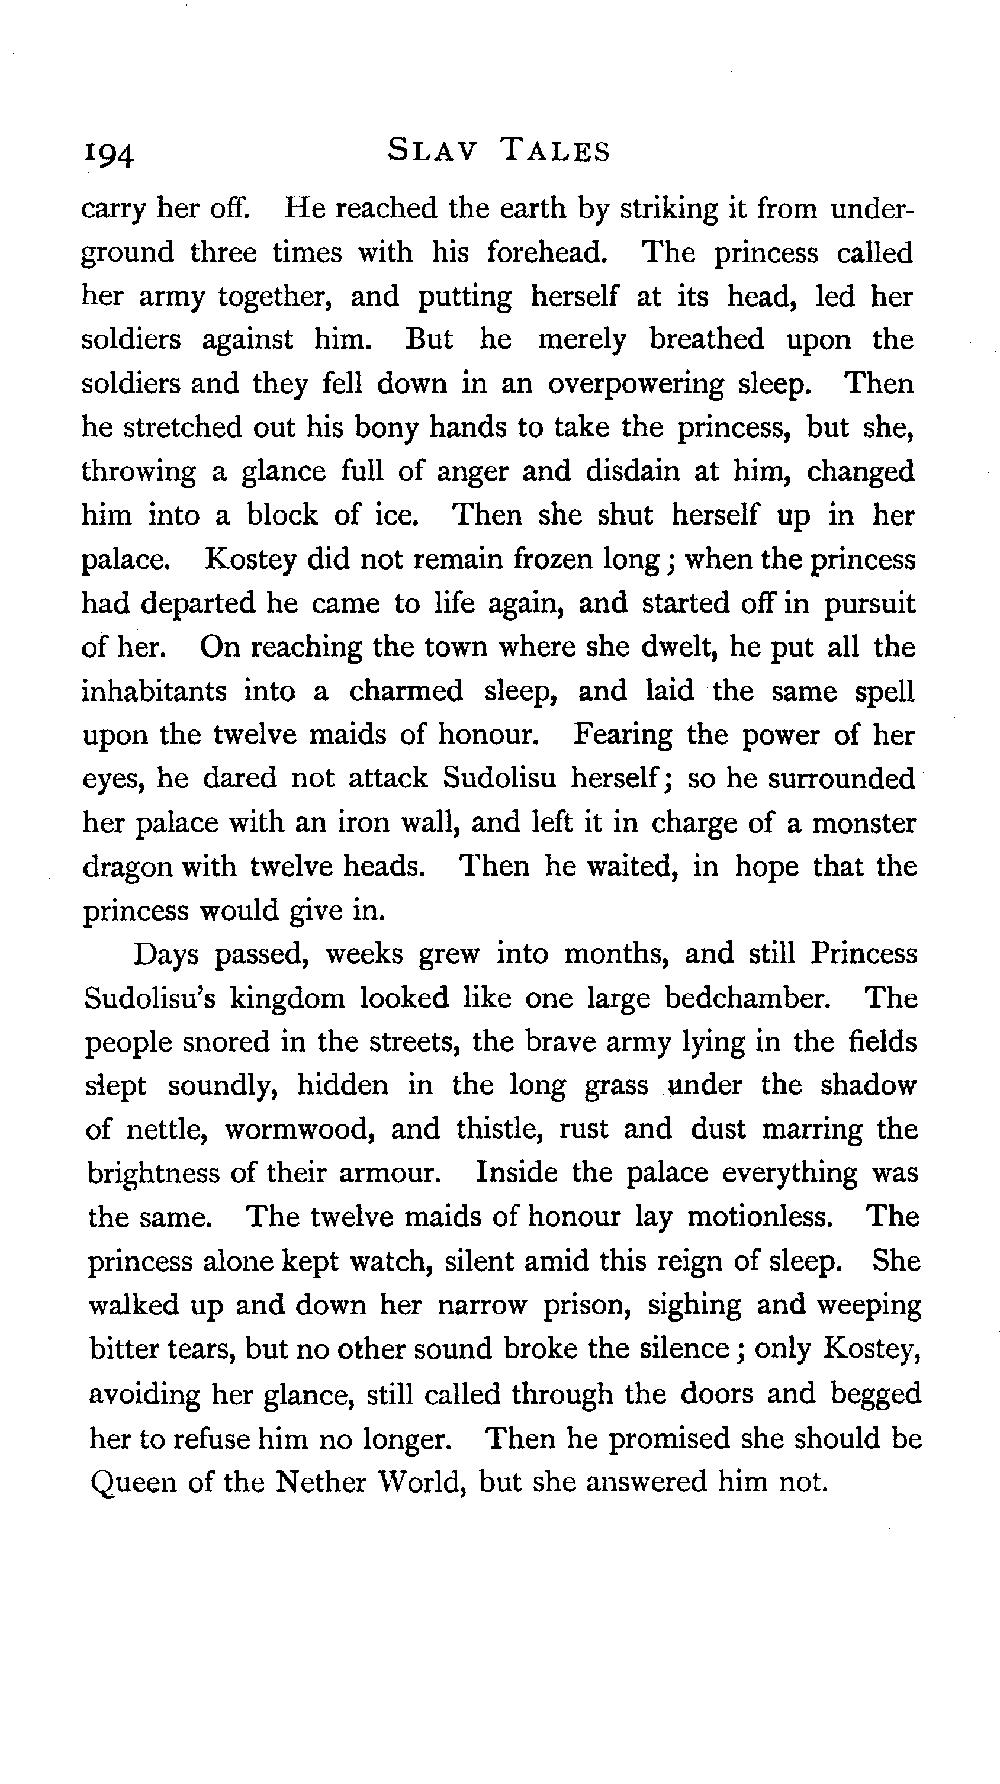 194 SLAV TALES
carry her off. He reached the earth by striking it from under-
ground three times with his forehead. The princess called
her army together, and putting herself at its head, led her
soldiers against him. But he merely breathed upon the
soldiers and they fell down in an overpowering sleep. Then
he stretched out his bony hands to take the princess, but she,
throwing a glance full of anger and disdain at him, changed
him into a block of ice. Then she shut herself up in her
palace. Kostey did not remain frozen long; when the princess
had departed he came to life again, and started off in pursuit
of her. On reaching the town where she dwelt, he put all the
inhabitants into a charmed sleep, and laid the same spell
upon the twelve maids of honour. Fearing the power of her
eyes, he dared not attack Sudolisu herself; so he surrounded
her palace with an iron wall, and left it in charge of a monster
dragon with twelve heads. Then he waited, in hope that the
princess would give in.
Days passed, weeks grew into months, and still Princess
Sudolisu's kingdom looked like one large bedchamber. The
people snored in the streets, the brave army lying in the fields
slept soundly, hidden in the long grass under the shadow
of nettle, wormwood, and thistle, rust and dust marring the
brightness of their armour. Inside the palace everything was
the same. The twelve maids of honour lay motionless. The
princess alone kept watch, silent amid this reign of sleep. She
walked up and down her narrow prison, sighing and weeping
bitter tears, but no other sound broke the silence; only Kostey,
avoiding her glance, still called through the doors and begged
her to refuse him no longer. Then he promised she should be
Queen of the Nether World, but she answered him not.